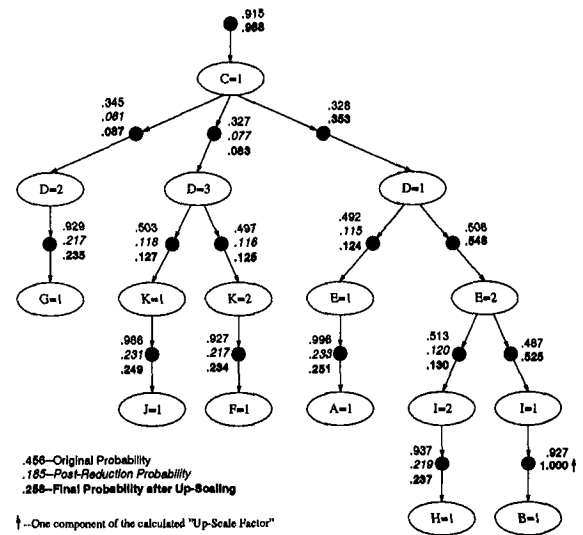 .915
.988
C=1
.345
.081
.087
.327
.077
.083
.328
.353
D=2
D=3
D=1
.929
.217
.235
.503
.118
.127
.497
.116
.125
.492
.115
.124
.508
.548
G=1
K=1
K=2
E=1
E=2
.986
.231
.249
.927
.217
.234
.996
.233
.251
.513
.120
.130
.487
.525
J=1
F=1
A=1
I=2
I=1
.937
.219
.237
.927
1.000 †
H=1
B=1
.456--Original Probability
.185--Post-Reduction Probability
.258--Final Probability after Up-Scaling
† --One component of the calculated "Up-Scale Factor"